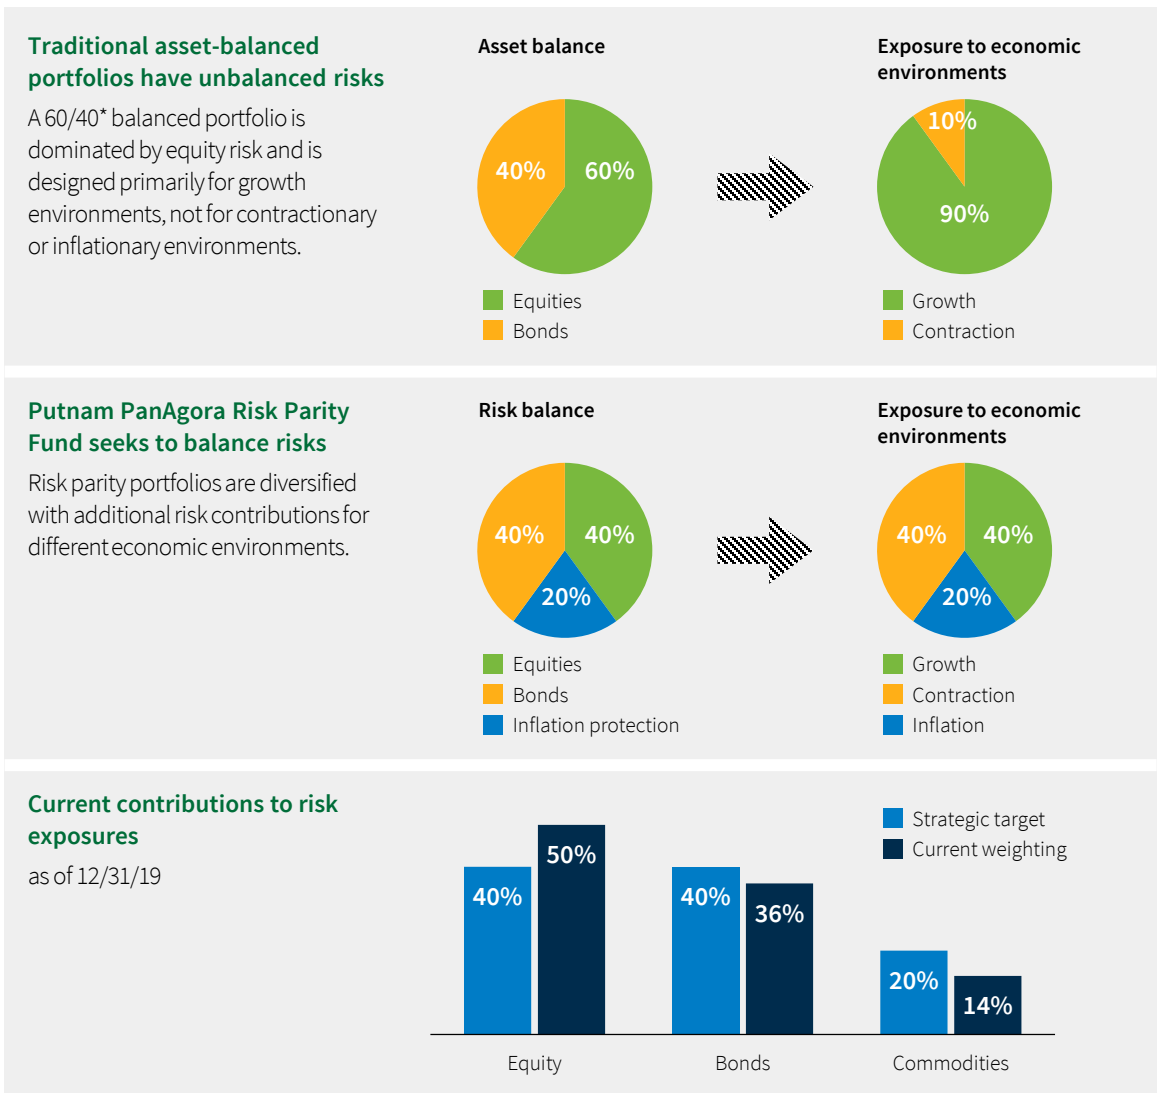 Traditional asset-balanced
portfolios have unbalanced risks
A 60/40* balanced portfolio is
dominated by equity risk and is
designed primarily for growth
environments, not for contractionary
or inflationary environments.
Asset balance
40%
60%
Equities
Bonds
Exposure to economic
environments
10%
90%
Growth
Contraction
Putnam PanAgora Risk Parity
Fund seeks to balance risks
Risk parity portfolios are diversified
with additional risk contributions for
different economic environments.
Risk balance
40%
40%
20%
Equities
Bonds
Inflation protection
Exposure to economic
environments
40%
40%
20%
Growth
Contraction
Inflation
Current contributions to risk
exposures
as of 12/31/19
Strategic target
Current weighting
40%
50%
40%
36%
20%
14%
Equity
Bonds
Commodities